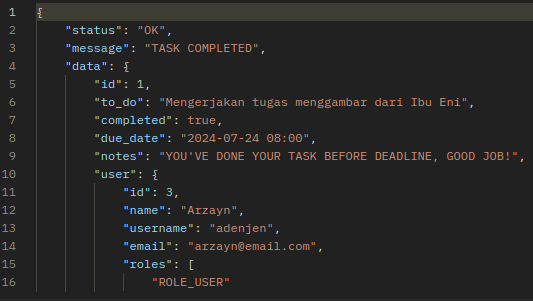 1 {
2 "status": "OK",
3 "message": "TASK COMPLETED",
4 "data": {
5 "id": 1,
6 "to_do": "Mengerjakan tugas menggambar dari Ibu Eni",
7 "completed": true,
8 "due_date": "2024-07-24 08:00",
9 "notes": "YOU'VE DONE YOUR TASK BEFORE DEADLINE, GOOD JOB!",
10 "user": {
11 "id": 3,
12 "name": "Arzayn",
13 "username": "adenjen",
14 "email": "arzayn@email.com",
15 "roles": [
16 "ROLE_USER"